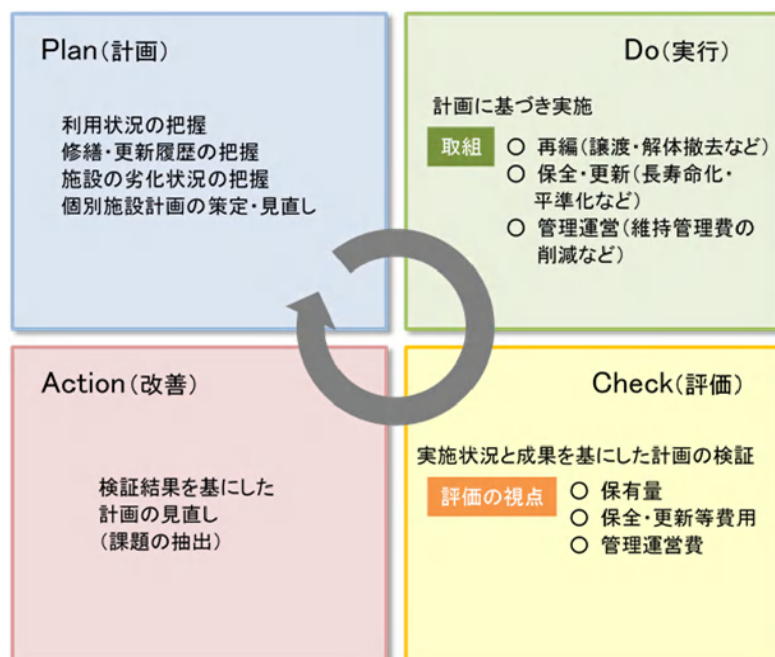 Plan(計画)
利用状況の把握
修繕・更新履歴の把握
施設の劣化状況の把握
個別施設計画の策定・見直し
Do(実行)
計画に基づき実施
取組
○ 再編(譲渡・解体撤去など)
○ 保全・更新(長寿命化・
平準化など)
○ 管理運営(維持管理費の
削減など)
Action(改善)
検証結果を基にした
計画の見直し
(課題の抽出)
Check(評価)
実施状況と成果を基にした計画の検証
評価の視点
○ 保有量
○ 保全・更新等費用
○ 管理運営費